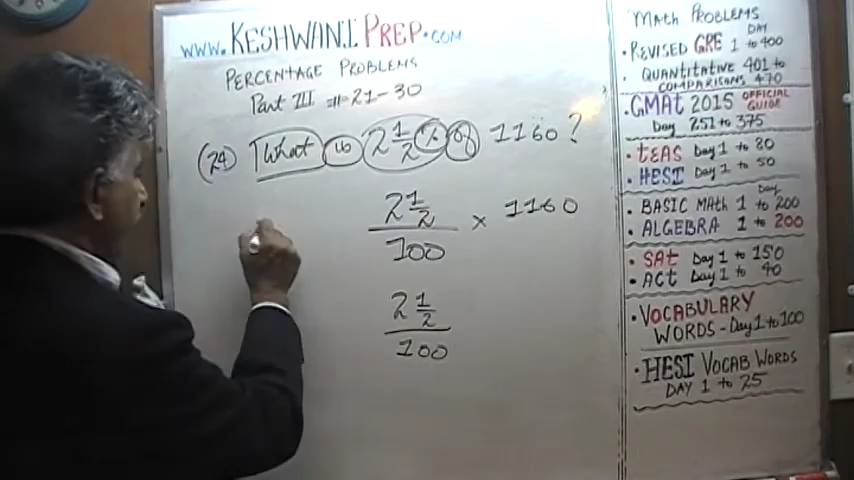 www.KESHWANI PREP.COM
PERCENTAGE PROBLEMS
Part III #= 21-30
(24) What is 2 1/2 % of 1160?
2 1/2 / 100 × 1160
2 1/2 / 100
MATH PROBLEMS
• REVISED GRE DAY 1 to 400
• QUANTITATIVE 401 to
COMPARISONS 470
• GMAT 2015 OFFICIAL GUIDE
Day 251 to 375
• TEAS Day 1 to 80
• HESI Day 1 to 50
• BASIC MATH Day 1 to 200
• ALGEBRA 1 to 200
• SAT Day 1 to 150
• ACT Day 1 to 40
• VOCABULARY
WORDS - Day 1 to 100
• HESI VOCAB WORDS
DAY 1 to 25